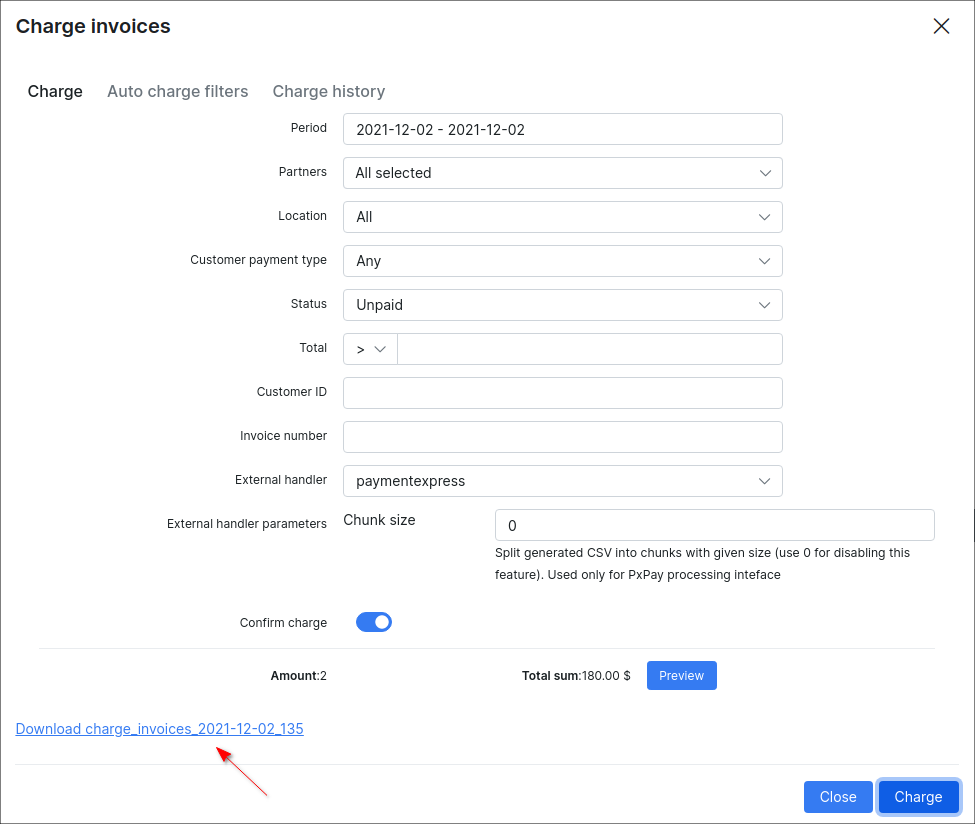 Charge invoices
Charge Auto charge filters Charge history
Period 2021-12-02 - 2021-12-02
Partners All selected
Location All
Customer payment type Any
Status Unpaid
Total >
Customer ID
Invoice number
External handler paymentexpress
External handler parameters Chunk size 0
Split generated CSV into chunks with given size (use 0 for disabling this
feature). Used only for PxPay processing inteface
Confirm charge
Amount:2 Total sum:180.00 $ Preview
Download charge_invoices_2021-12-02_135
Close Charge